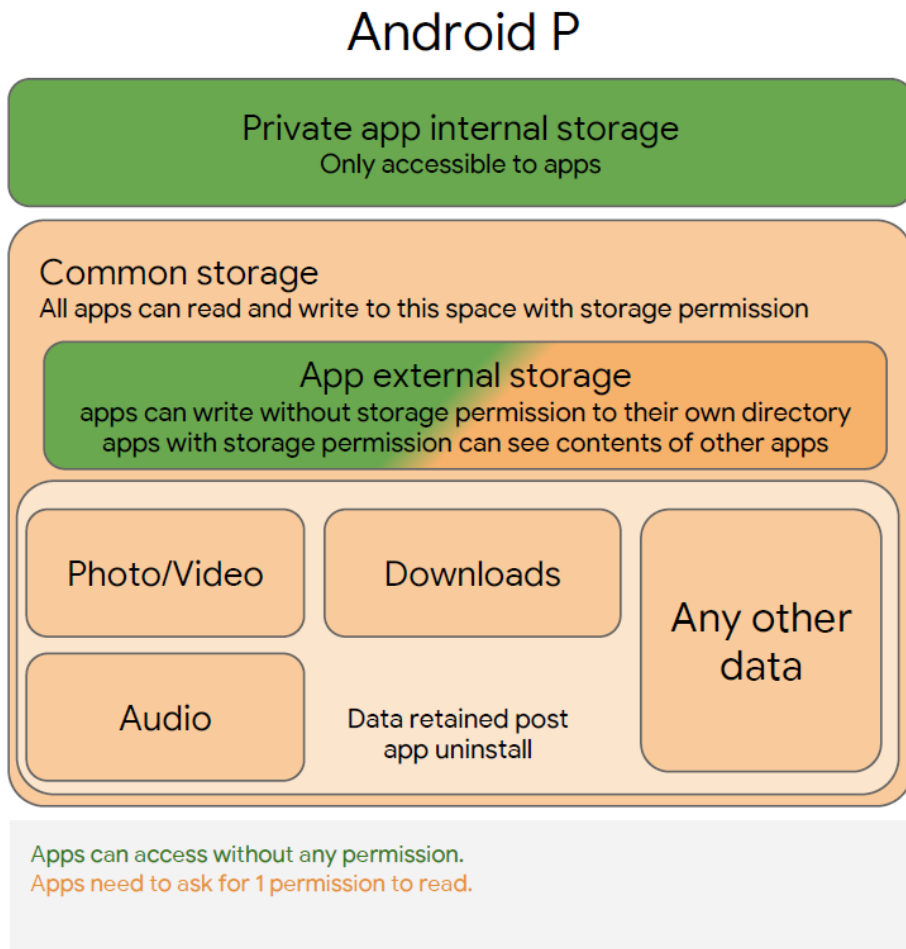 Android P
Private app internal storage
Only accessible to apps
Common storage
All apps can read and write to this space with storage permission
App external storage
apps can write without storage permission to their own directory
apps with storage permission can see contents of other apps
Photo/Video
Downloads
Any other
data
Audio
Data retained post
app uninstall
Apps can access without any permission.
Apps need to ask for 1 permission to read.